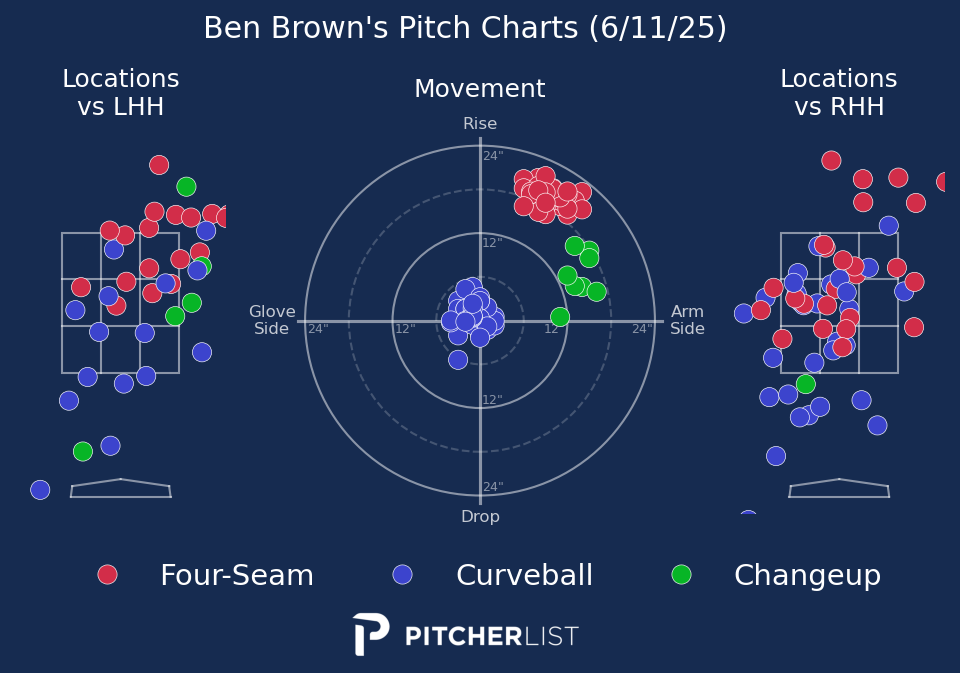 Ben Brown's Pitch Charts (6/11/25)
Locations
vs LHH
Movement
Locations
vs RHH
Rise
24"
12"
Glove
Side
24"
12"
12"
24"
Arm
Side
12"
24"
Drop
Four-Seam
Curveball
Changeup
PITCHERLIST